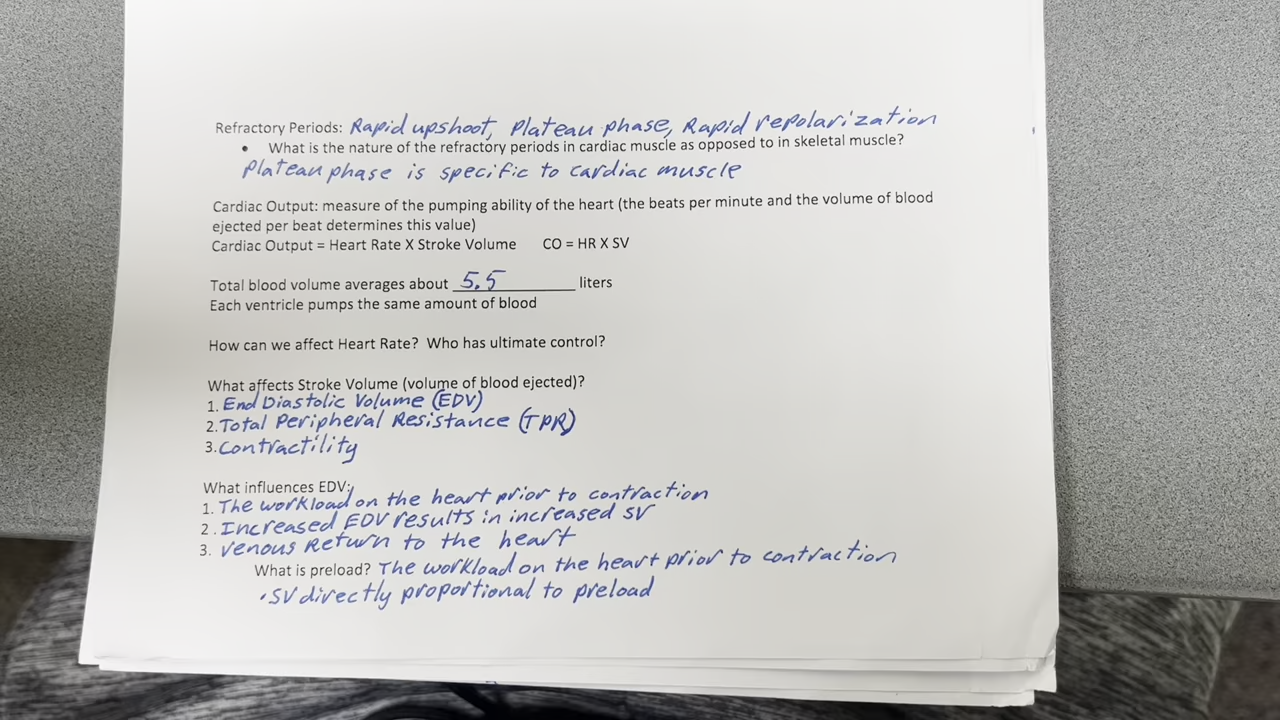 Refractory Periods: Rapid upshoot, Plateau phase, Rapid repolarization
• What is the nature of the refractory periods in cardiac muscle as opposed to in skeletal muscle?
Plateau phase is specific to cardiac muscle
Cardiac Output: measure of the pumping ability of the heart (the beats per minute and the volume of blood
ejected per beat determines this value)
Cardiac Output = Heart Rate X Stroke Volume CO = HR X SV
Total blood volume averages about 5.5 liters
Each ventricle pumps the same amount of blood
How can we affect Heart Rate? Who has ultimate control?
What affects Stroke Volume (volume of blood ejected)?
1. End Diastolic Volume (EDV)
2. Total Peripheral Resistance (TPR)
3. Contractility
What influences EDV:
1. The workload on the heart prior to contraction
2. Increased EDV results in increased SV
3. Venous Return to the heart
What is preload? The workload on the heart prior to contraction
• SV directly proportional to preload